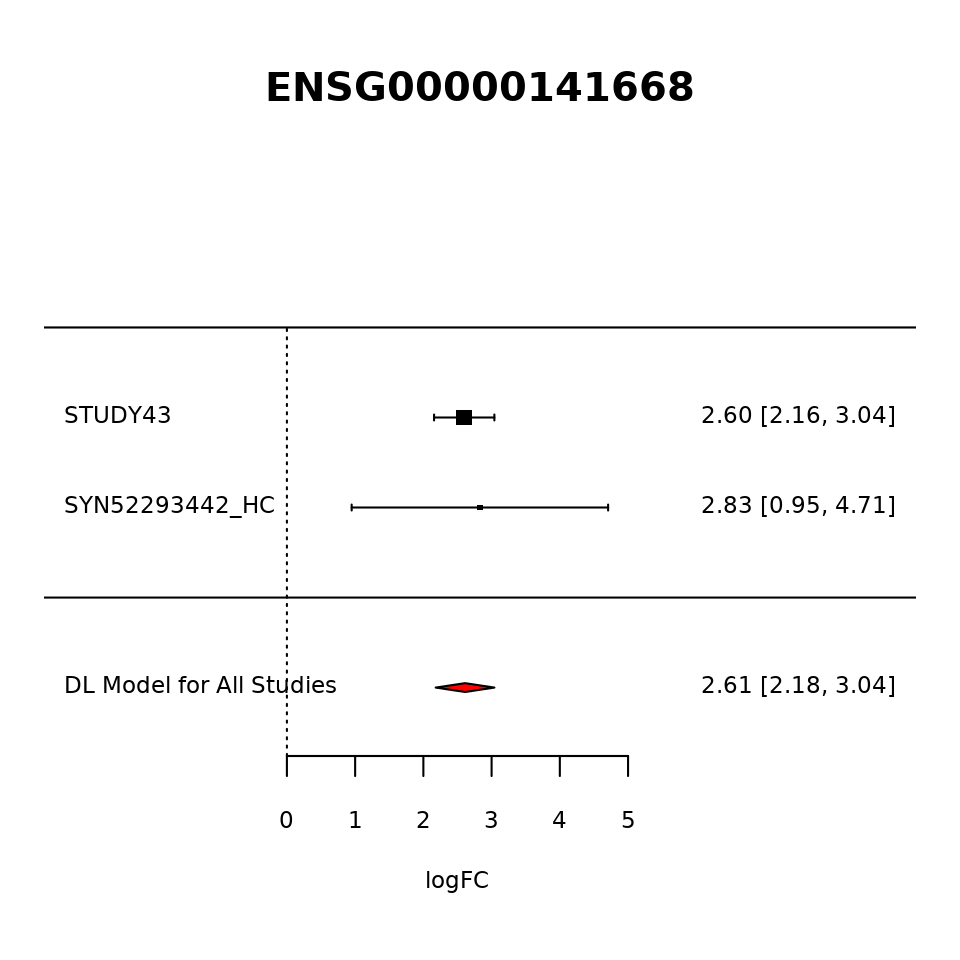 ENSG00000141668
STUDY43 2.60 [2.16, 3.04]
SYN52293442_HC 2.83 [0.95, 4.71]
DL Model for All Studies 2.61 [2.18, 3.04]
0 1 2 3 4 5
logFC